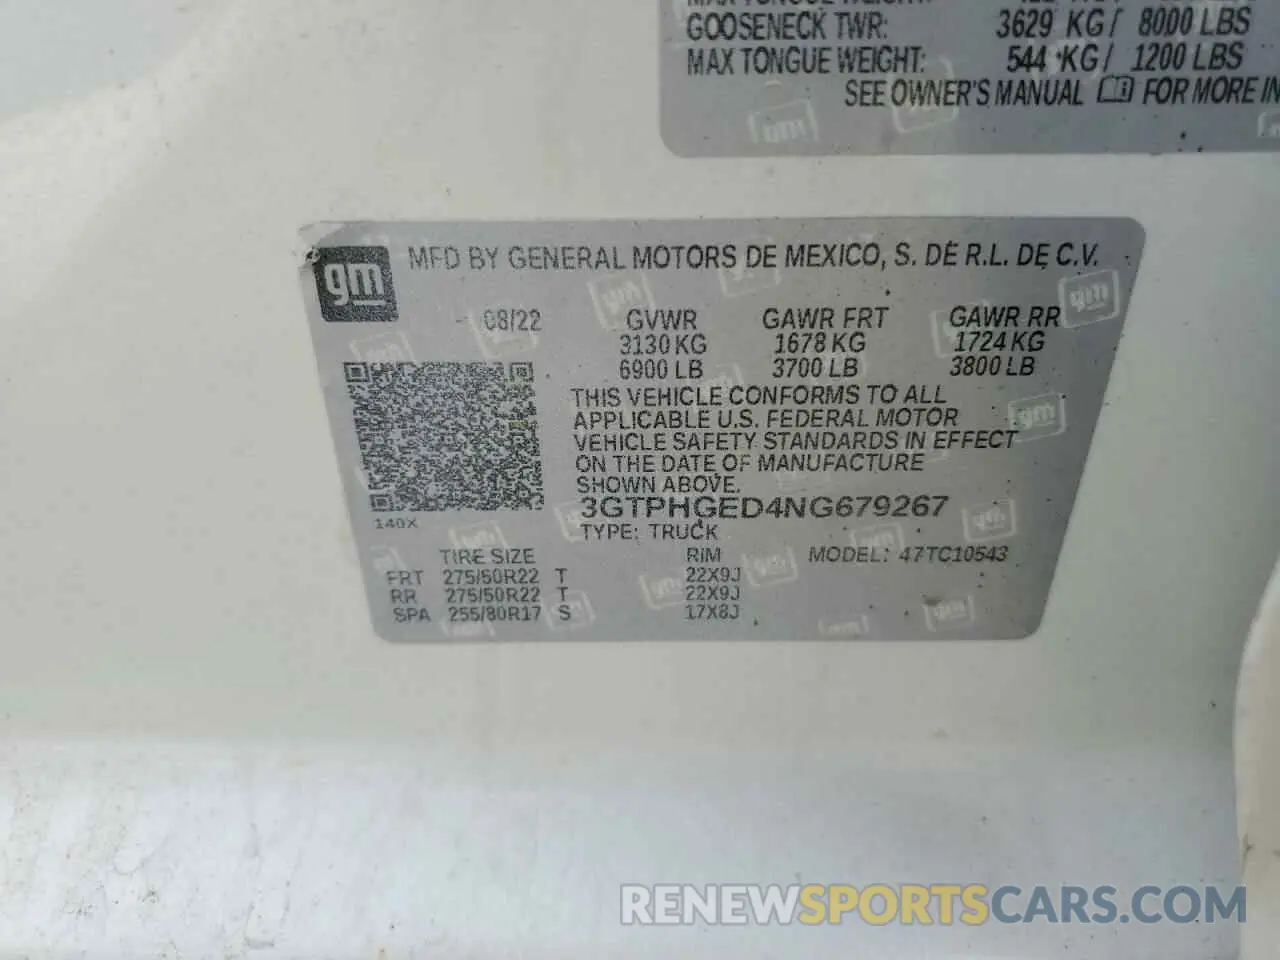 GOOSENECK TWR: 3629 KG/ 8000 LBS
MAX TONGUE WEIGHT: 544 KG/ 1200 LBS
SEE OWNER'S MANUAL FOR MORE IN
gm
MFD BY GENERAL MOTORS DE MEXICO, S. DE R.L. DE C.V.
08/22 GVWR GAWR FRT GAWR RR
3130 KG 1678 KG 1724 KG
6900 LB 3700 LB 3800 LB
THIS VEHICLE CONFORMS TO ALL
APPLICABLE U.S. FEDERAL MOTOR
VEHICLE SAFETY STANDARDS IN EFFECT
ON THE DATE OF MANUFACTURE
SHOWN ABOVE.
3GTPHGED4NG679267
140X
TYPE: TRUCK
TIRE SIZE RIM MODEL: 47TC10543
FRT 275/50R22 T 22X9J
RR 275/50R22 T 22X9J
SPA 255/80R17 S 17X8J
RENEWSPORTSCARS.COM